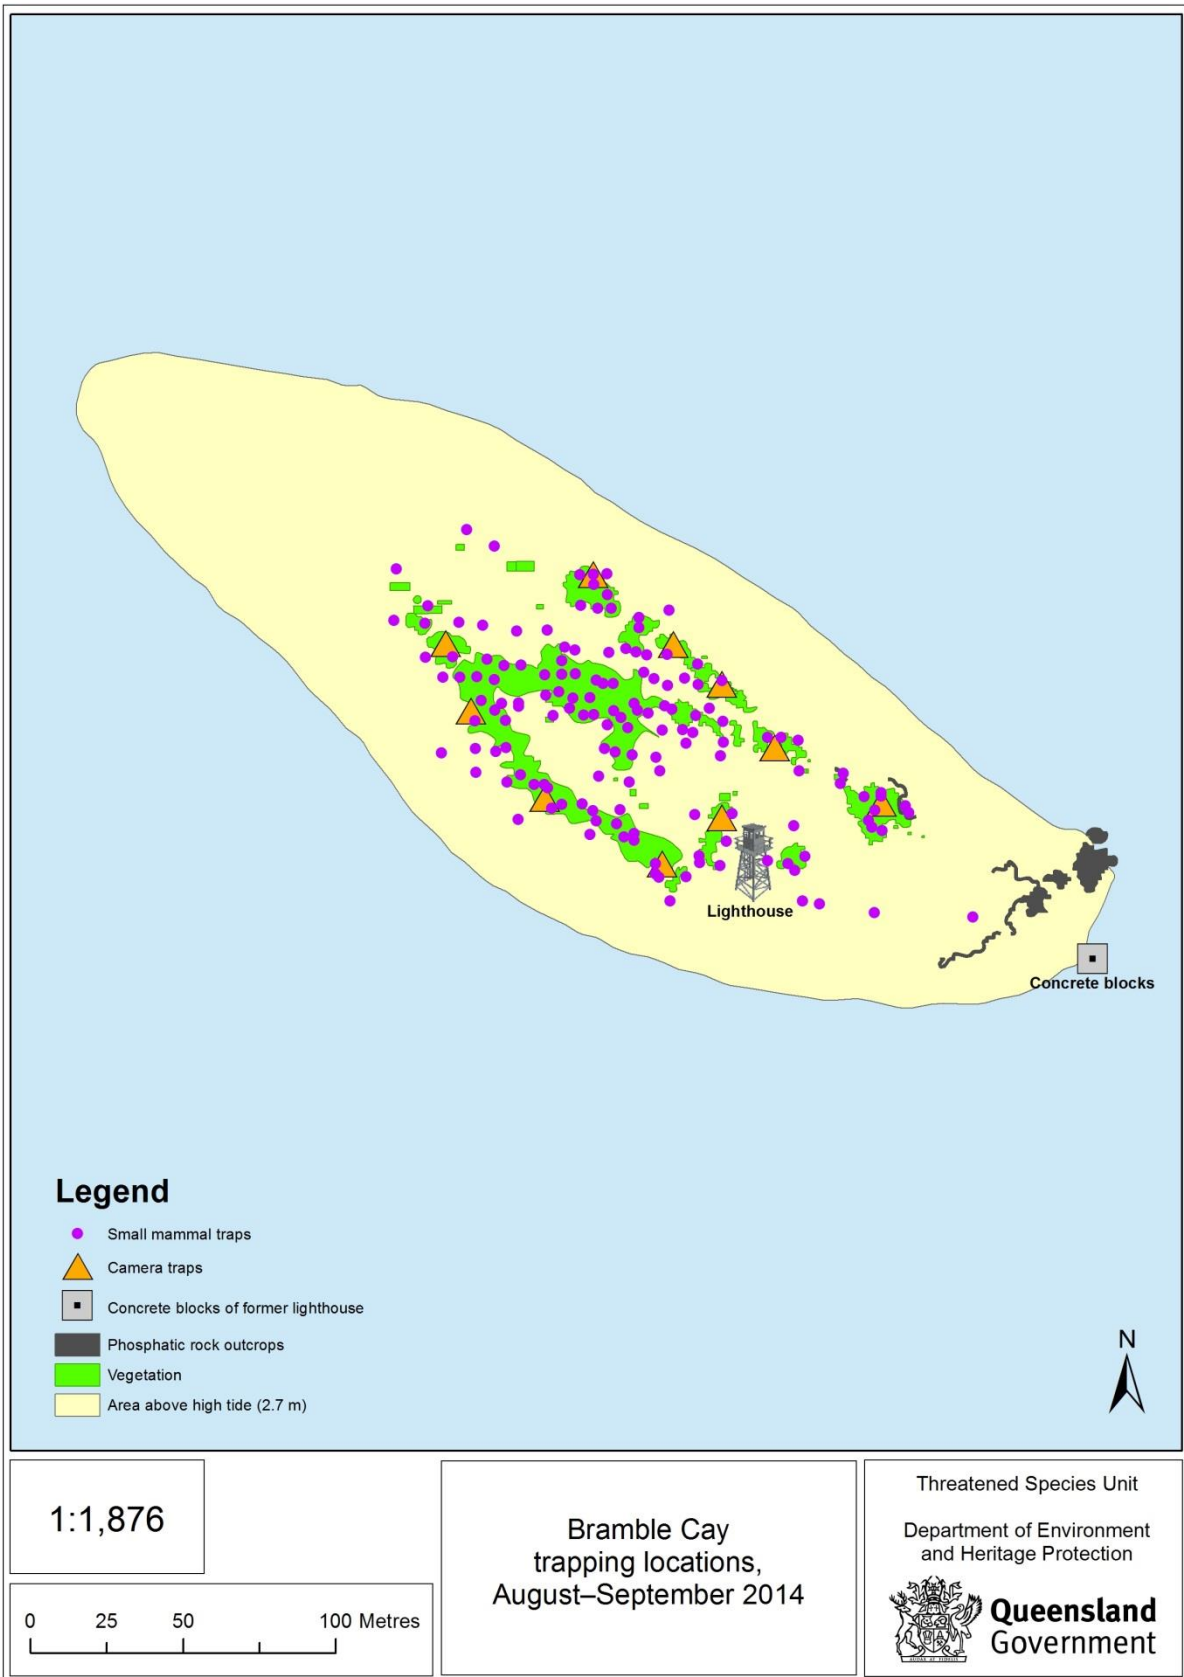 Lighthouse
Concrete blocks
Legend
Small mammal traps
Camera traps
Concrete blocks of former lighthouse
Phosphatic rock outcrops
Vegetation
Area above high tide (2.7 m)
N
1:1,876
0 25 50 100 Metres
Bramble Cay
trapping locations,
August–September 2014
Threatened Species Unit
Department of Environment
and Heritage Protection
Queensland
Government